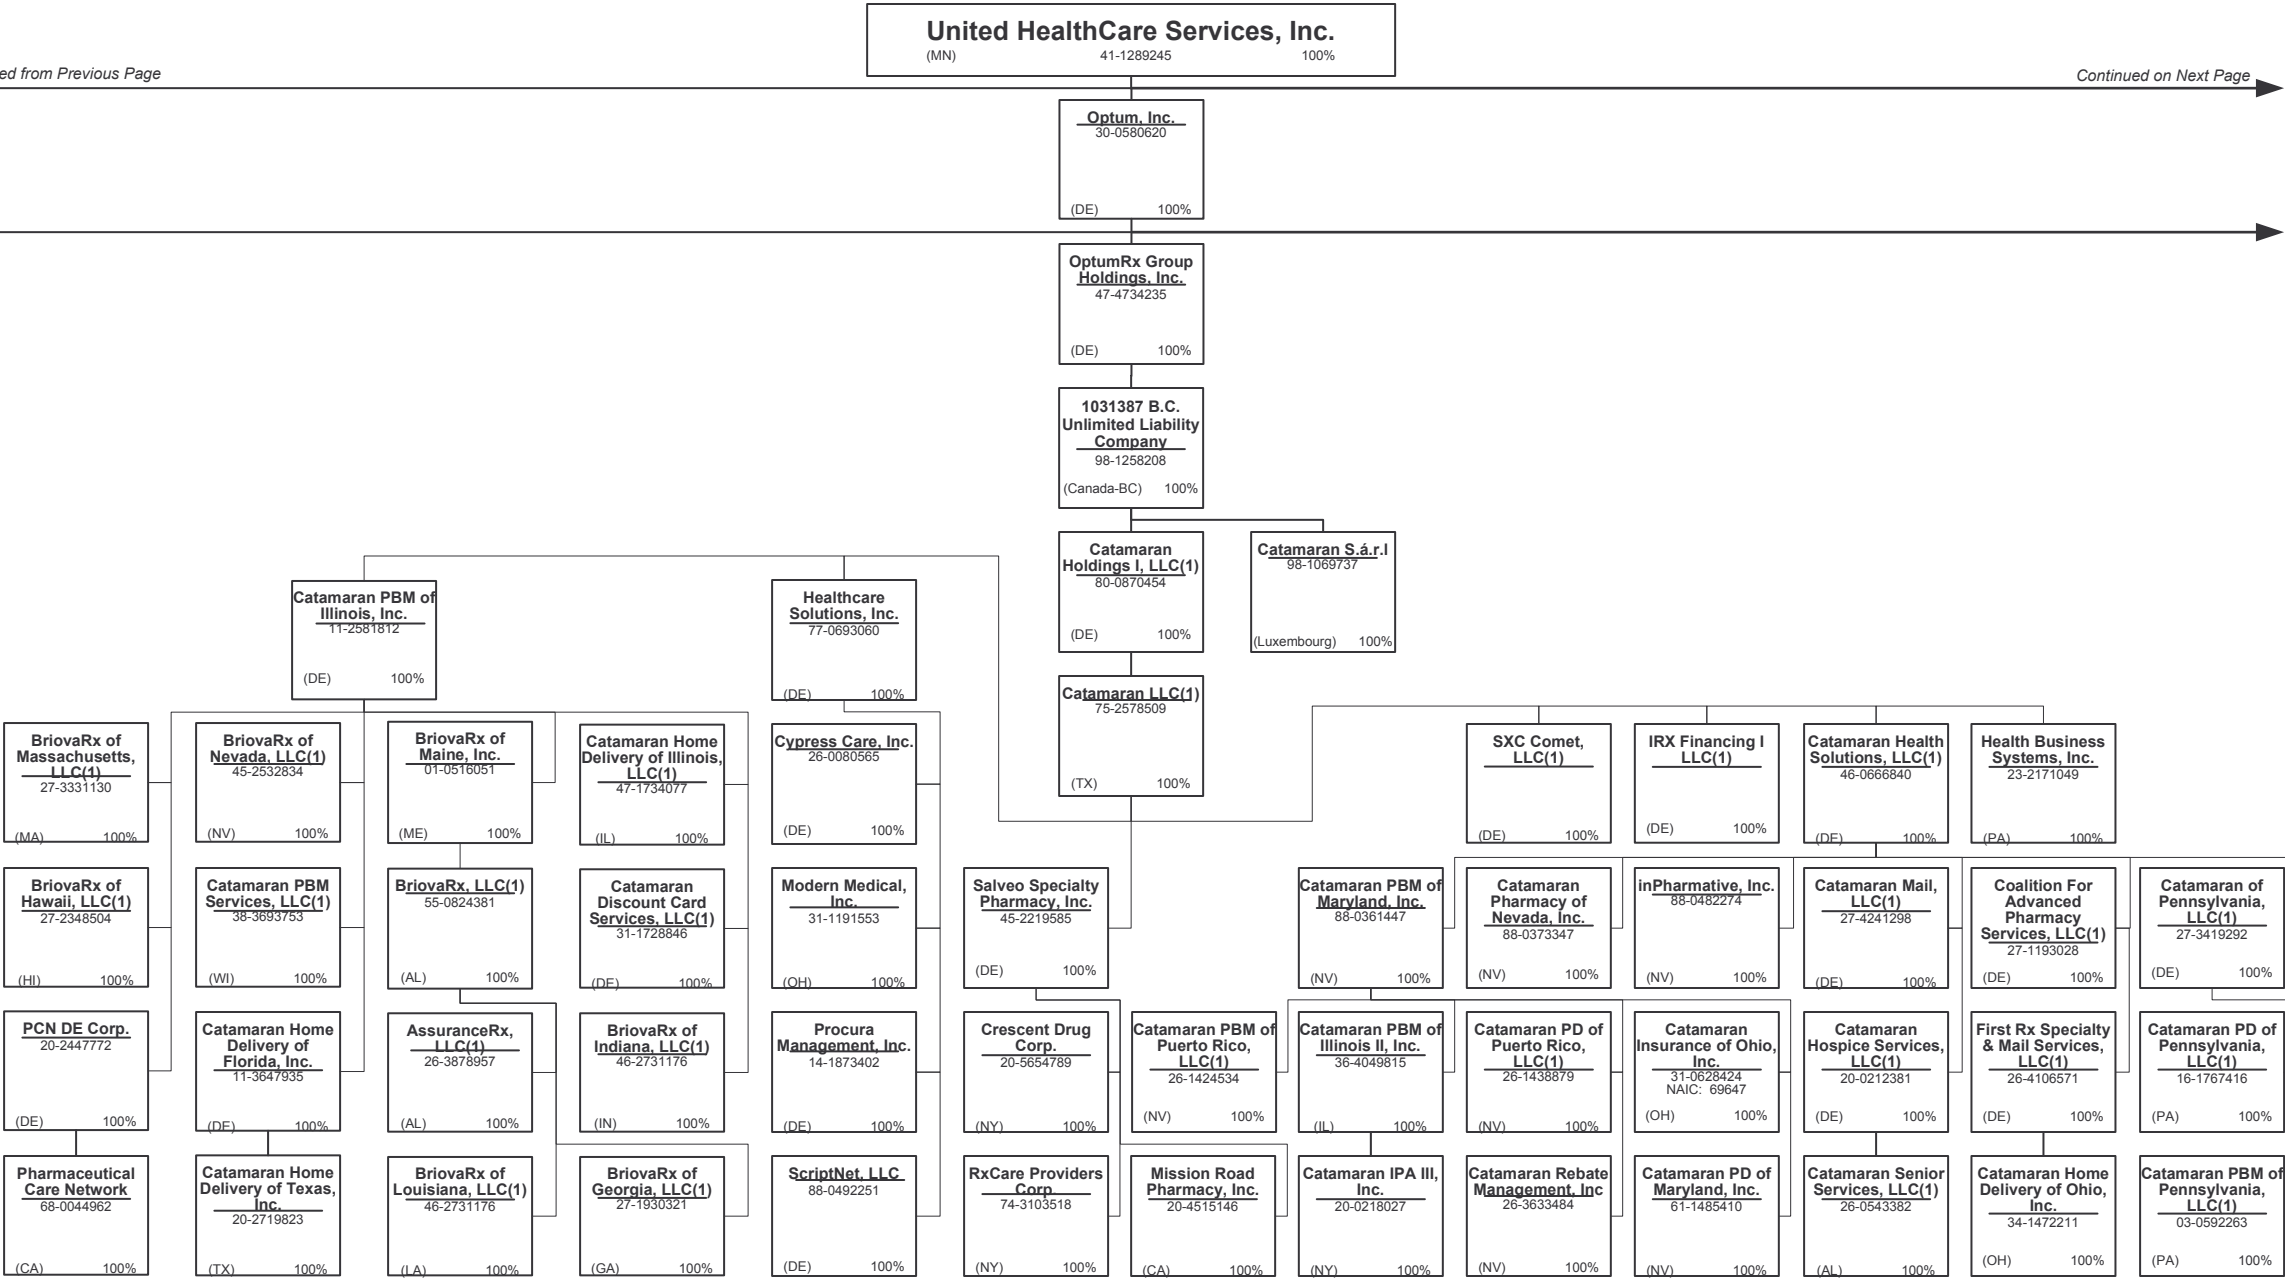 United HealthCare Services, Inc.
(MN) 41-1289245 100%
ed from Previous Page
Continued on Next Page
Optum, Inc.
30-0580620
(DE) 100%
OptumRx Group
Holdings, Inc.
47-4734235
(DE) 100%
1031387 B.C.
Unlimited Liability
Company
98-1258208
(Canada-BC) 100%
Catamaran
Holdings I, LLC(1)
80-0870454
(DE) 100%
Catamaran S.á.r.l
98-1069737
(Luxembourg) 100%
Catamaran PBM of
Illinois, Inc.
11-2581812
(DE) 100%
Healthcare
Solutions, Inc.
77-0693060
(DE) 100%
Catamaran LLC(1)
75-2578509
(TX) 100%
BriovaRx of
Massachusetts,
LLC(1)
27-3331130
(MA) 100%
BriovaRx of
Nevada, LLC(1)
45-2532834
(NV) 100%
BriovaRx of
Maine, Inc.
01-0516051
(ME) 100%
Catamaran Home
Delivery of Illinois,
LLC(1)
47-1734077
(IL) 100%
Cypress Care, Inc.
26-0080565
(DE) 100%
SXC Comet,
LLC(1)
(DE) 100%
IRX Financing I
LLC(1)
(DE) 100%
Catamaran Health
Solutions, LLC(1)
46-0666840
(DE) 100%
Health Business
Systems, Inc.
23-2171049
(PA) 100%
BriovaRx of
Hawaii, LLC(1)
27-2348504
(HI) 100%
Catamaran PBM
Services, LLC(1)
38-3693753
(WI) 100%
BriovaRx, LLC(1)
55-0824381
(AL) 100%
Catamaran
Discount Card
Services, LLC(1)
31-1728846
(DE) 100%
Modern Medical,
Inc.
31-1191553
(OH) 100%
Salveo Specialty
Pharmacy, Inc.
45-2219585
(DE) 100%
Catamaran PBM of
Maryland, Inc.
88-0361447
(NV) 100%
Catamaran
Pharmacy of
Nevada, Inc.
88-0373347
(NV) 100%
inPharmative, Inc.
88-0482274
(NV) 100%
Catamaran Mail,
LLC(1)
27-4241298
(DE) 100%
Coalition For
Advanced
Pharmacy
Services, LLC(1)
27-1193028
(DE) 100%
Catamaran of
Pennsylvania,
LLC(1)
27-3419292
(DE) 100%
PCN DE Corp.
20-2447772
(DE) 100%
Catamaran Home
Delivery of
Florida, Inc.
11-3647935
(DE) 100%
AssuranceRx,
LLC(1)
26-3878957
(AL) 100%
BriovaRx of
Indiana, LLC(1)
46-2731176
(IN) 100%
Procura
Management, Inc.
14-1873402
(DE) 100%
Crescent Drug
Corp.
20-5654789
(NY) 100%
Catamaran PBM of
Puerto Rico,
LLC(1)
26-1424534
(NV) 100%
Catamaran PBM of
Illinois II, Inc.
36-4049815
(IL) 100%
Catamaran PD of
Puerto Rico,
LLC(1)
26-1438879
(NV) 100%
Catamaran
Insurance of Ohio,
Inc.
31-0628424
NAIC: 69647
(OH) 100%
Catamaran
Hospice Services,
LLC(1)
20-0212381
(DE) 100%
First Rx Specialty
& Mail Services,
LLC(1)
26-4106571
(DE) 100%
Catamaran PD of
Pennsylvania,
LLC(1)
16-1767416
(PA) 100%
Pharmaceutical
Care Network
68-0044962
(CA) 100%
Catamaran Home
Delivery of Texas,
Inc.
20-2719823
(TX) 100%
BriovaRx of
Louisiana, LLC(1)
46-2731176
(LA) 100%
BriovaRx of
Georgia, LLC(1)
27-1930321
(GA) 100%
ScriptNet, LLC
88-0492251
(DE) 100%
RxCare Providers
Corp.
74-3103518
(NY) 100%
Mission Road
Pharmacy, Inc.
20-4515146
(CA) 100%
Catamaran IPA III,
Inc.
20-0218027
(NY) 100%
Catamaran Rebate
Management, Inc
26-3633484
(NV) 100%
Catamaran PD of
Maryland, Inc.
61-1485410
(NV) 100%
Catamaran Senior
Services, LLC(1)
26-0543382
(AL) 100%
Catamaran Home
Delivery of Ohio,
Inc.
34-1472211
(OH) 100%
Catamaran PBM of
Pennsylvania,
LLC(1)
03-0592263
(PA) 100%